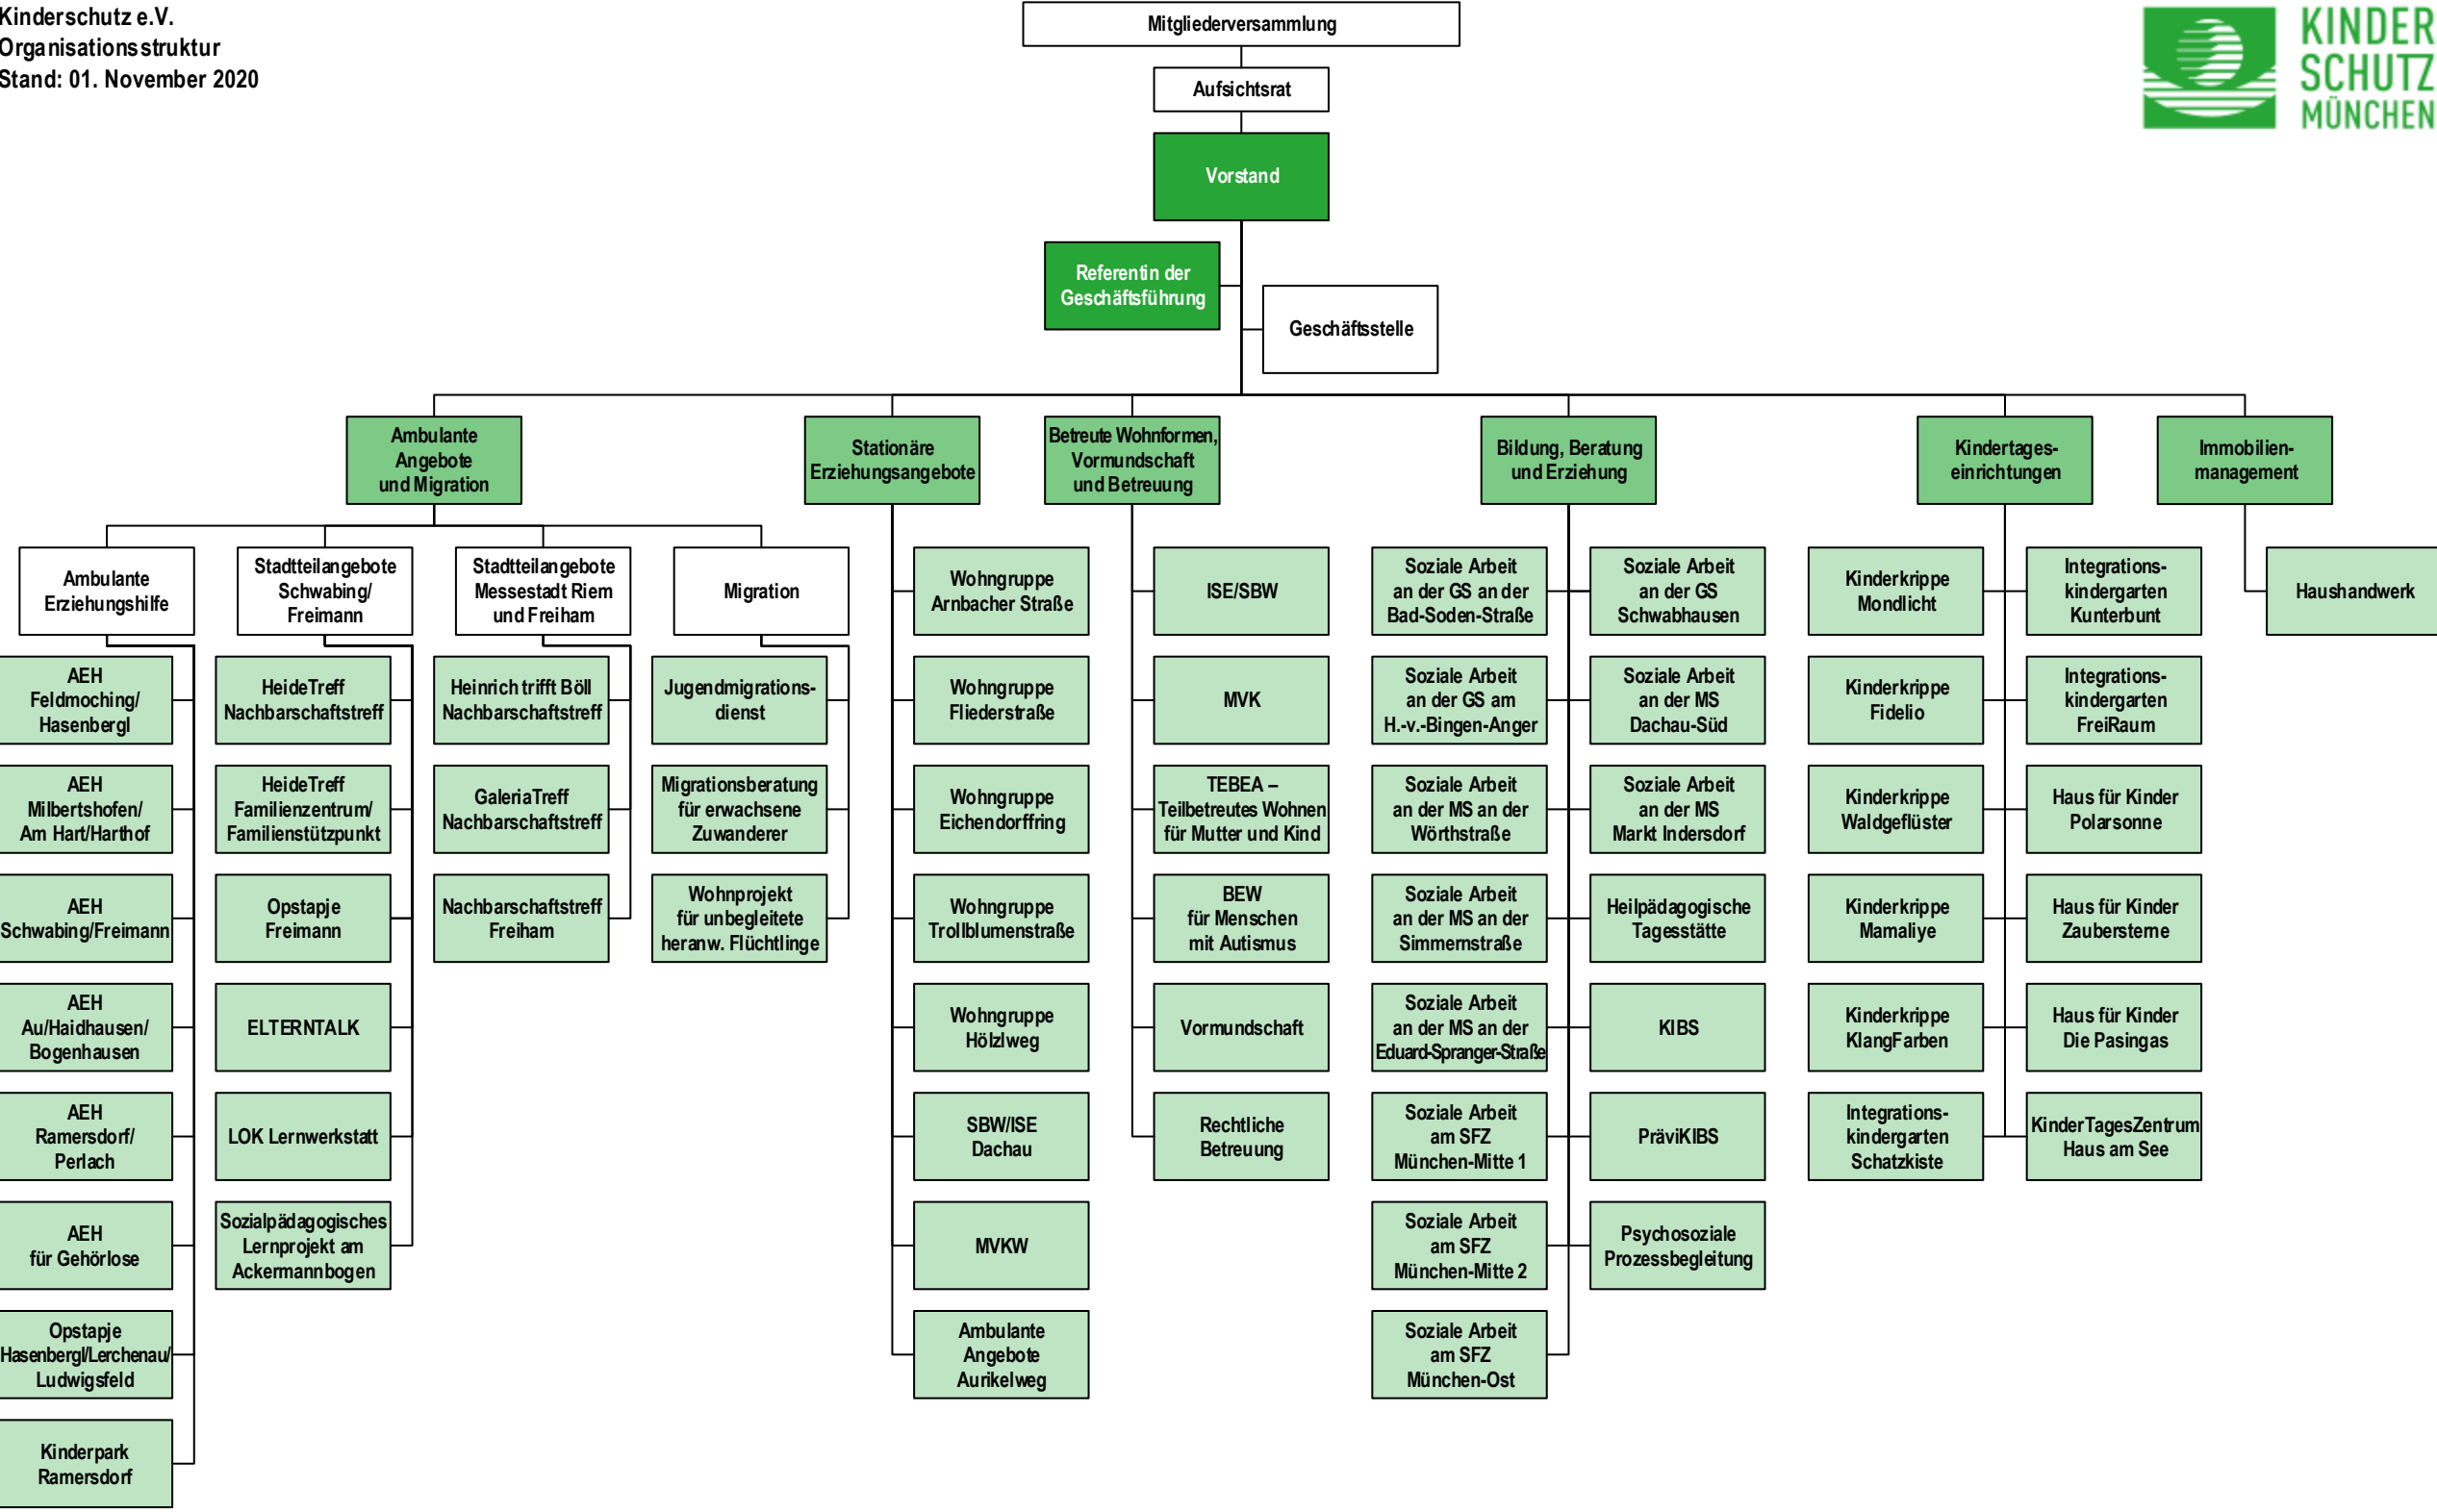 Kinderschutz e.V.
Organisationsstruktur
Stand: 01. November 2020
KINDER
SCHUTZ
MÜNCHEN
Mitgliederversammlung
Aufsichtsrat
Vorstand
Referentin der
Geschäftsführung
Geschäftsstelle
Ambulante
Angebote
und Migration
Stationäre
Erziehungsangebote
Betreute Wohnformen,
Vormundschaft
und Betreuung
Bildung, Beratung
und Erziehung
Kindertages-
einrichtungen
Immobilien-
management
Ambulante
Erziehungshilfe
AEH
Feldmoching/
Hasenbergl
AEH
Milbertshofen/
Am Hart/Harthof
AEH
Schwabing/Freimann
AEH
Au/Haidhausen/
Bogenhausen
AEH
Ramersdorf/
Perlach
AEH
für Gehörlose
Opstapje
Hasenbergl/Lerchenau/
Ludwigsfeld
Kinderpark
Ramersdorf
Stadtteilangebote
Schwabing/
Freimann
HeideTreff
Nachbarschaftstreff
HeideTreff
Familienzentrum/
Familienstützpunkt
Opstapje
Freimann
ELTERNTALK
LOK Lernwerkstatt
Sozialpädagogisches
Lernprojekt am
Ackermannbogen
Stadtteilangebote
Messestadt Riem
und Freiham
Heinrich trifft Böll
Nachbarschaftstreff
GaleriaTreff
Nachbarschaftstreff
Nachbarschaftstreff
Freiham
Migration
Jugendmigrations-
dienst
Migrationsberatung
für erwachsene
Zuwanderer
Wohnprojekt
für unbegleitete
heranw. Flüchtlinge
Wohngruppe
Arnbacher Straße
Wohngruppe
Fliederstraße
Wohngruppe
Eichendorffring
Wohngruppe
Trollblumenstraße
Wohngruppe
Hölzlweg
SBW/ISE
Dachau
MVKW
Ambulante
Angebote
Aurikelweg
ISE/SBW
MVK
TEBEA –
Teilbetreutes Wohnen
für Mutter und Kind
BEW
für Menschen
mit Autismus
Vormundschaft
Rechtliche
Betreuung
Soziale Arbeit
an der GS an der
Bad-Soden-Straße
Soziale Arbeit
an der GS am
H.-v.-Bingen-Anger
Soziale Arbeit
an der MS an der
Wörthstraße
Soziale Arbeit
an der MS an der
Simmernstraße
Soziale Arbeit
an der MS an der
Eduard-Spranger-Straße
Soziale Arbeit
am SFZ
München-Mitte 1
Soziale Arbeit
am SFZ
München-Mitte 2
Soziale Arbeit
am SFZ
München-Ost
Soziale Arbeit
an der GS
Schwabhausen
Soziale Arbeit
an der MS
Dachau-Süd
Soziale Arbeit
an der MS
Markt Indersdorf
Heilpädagogische
Tagesstätte
KIBS
PräviKIBS
Psychosoziale
Prozessbegleitung
Kinderkrippe
Mondlicht
Kinderkrippe
Fidelio
Kinderkrippe
Waldgeflüster
Kinderkrippe
Mamaliye
Kinderkrippe
KlangFarben
Integrations-
kindergarten
Schatzkiste
Integrations-
kindergarten
Kunterbunt
Integrations-
kindergarten
FreiRaum
Haus für Kinder
Polarsonne
Haus für Kinder
Zaubersterne
Haus für Kinder
Die Pasingas
KinderTagesZentrum
Haus am See
Haushandwerk